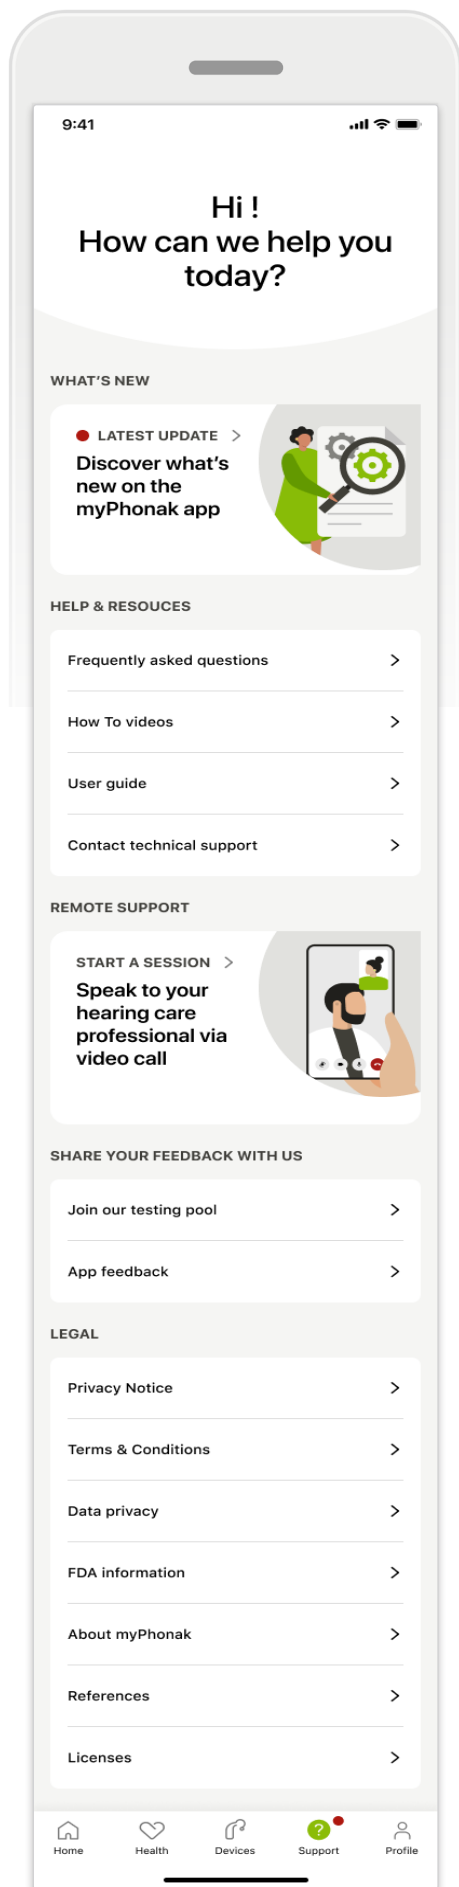 9:41
Hi !
How can we help you
today?
WHAT'S NEW
LATEST UPDATE
Discover what's
new on the
myPhonak app
HELP & RESOUCES
Frequently asked questions
How To videos
User guide
Contact technical support
REMOTE SUPPORT
START A SESSION
Speak to your
hearing care
professional via
video call
SHARE YOUR FEEDBACK WITH US
Join our testing pool
App feedback
LEGAL
Privacy Notice
Terms & Conditions
Data privacy
FDA information
About myPhonak
References
Licenses
Home Health Devices Support Profile